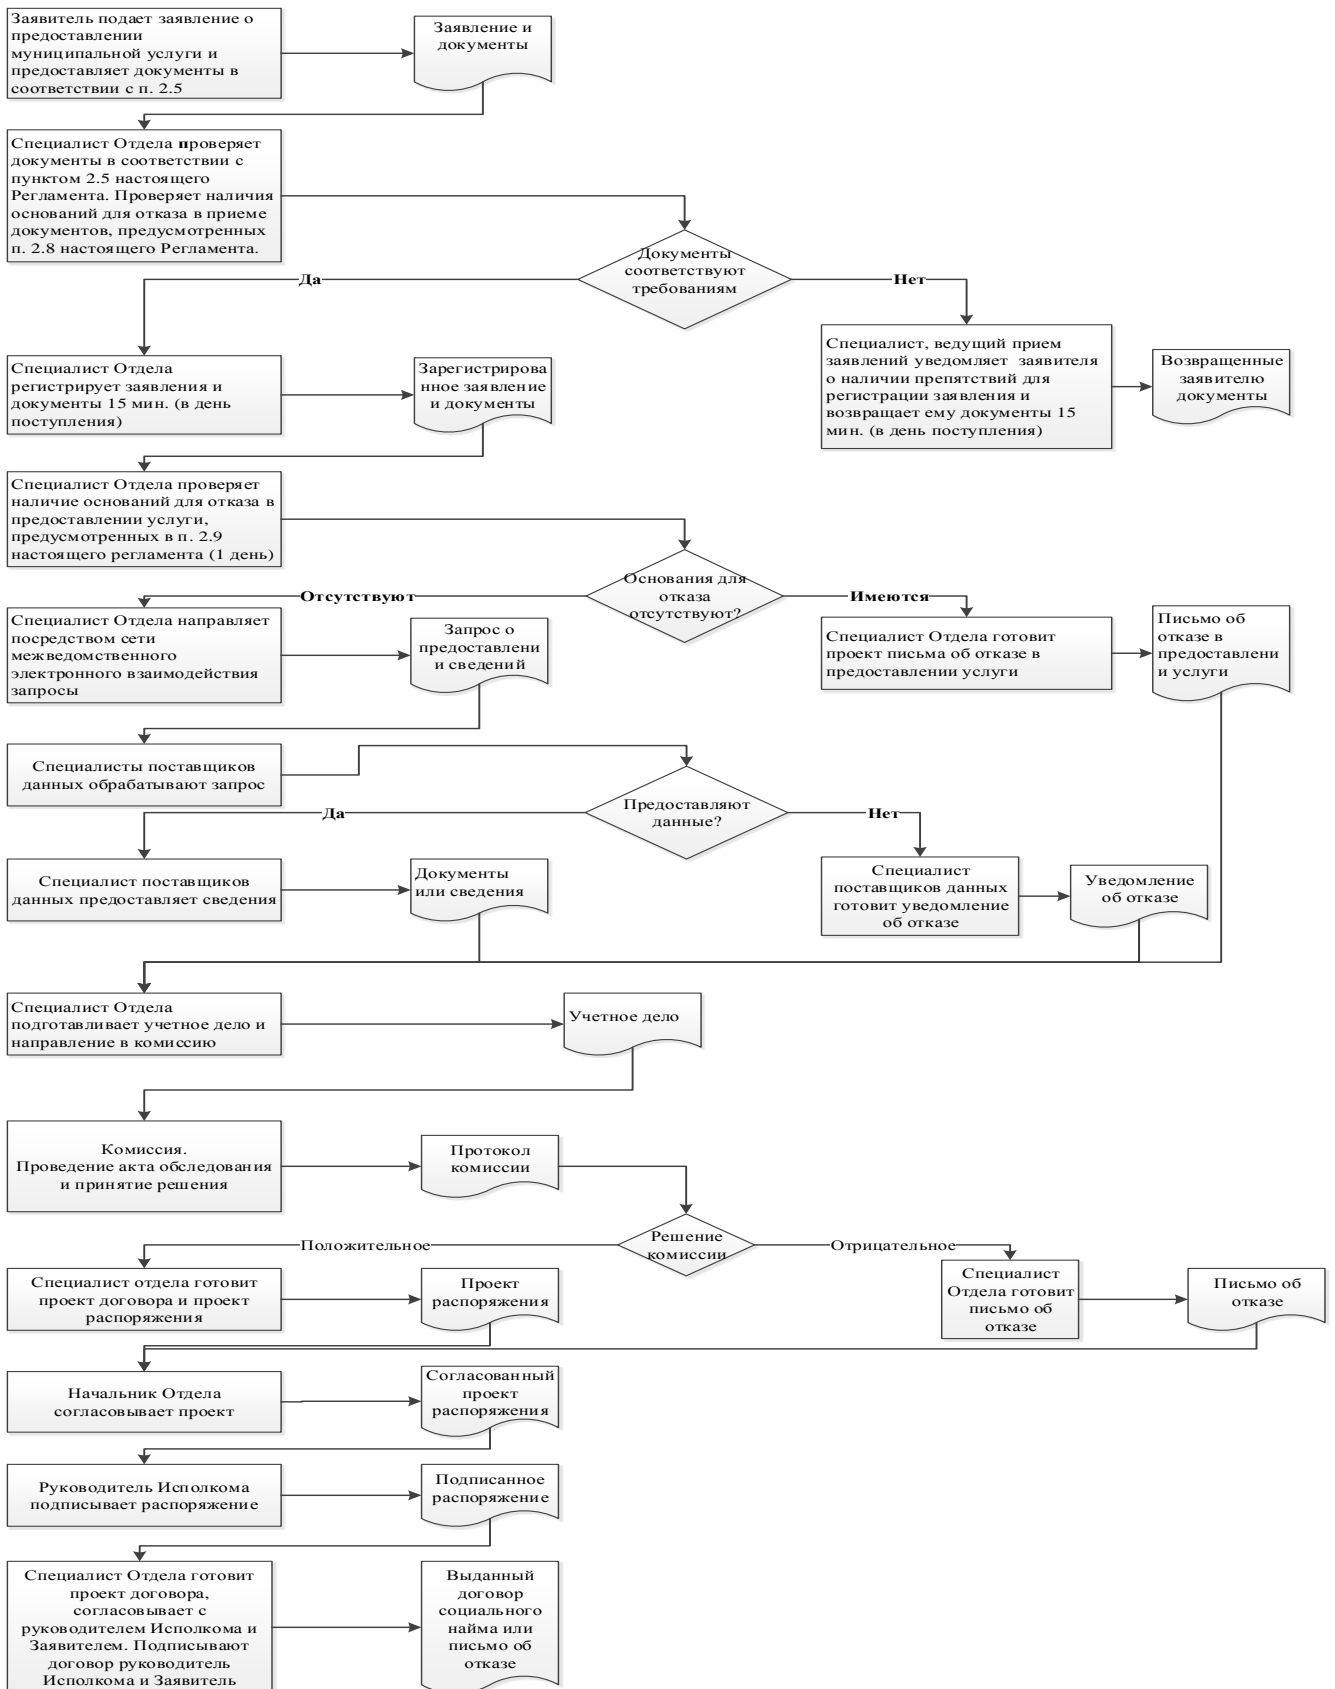 Заявитель подает заявление о
предоставлении
муниципальной услуги и
предоставляет документы в
соответствии с п. 2.5
Заявление и
документы
Специалист Отдела проверяет
документы в соответствии с
пунктом 2.5 настоящего
Регламента. Проверяет наличия
оснований для отказа в приеме
документов, предусмотренных
п. 2.8 настоящего Регламента.
Документы
соответствуют
требованиям
Да
Нет
Специалист Отдела
регистрирует заявления и
документы 15 мин. (в день
поступления)
Зарегистрирова
нное заявление
и документы
Специалист, ведущий прием
заявлений уведомляет заявителя
о наличии препятствий для
регистрации заявления и
возвращает ему документы 15
мин. (в день поступления)
Возвращенные
заявителю
документы
Специалист Отдела проверяет
наличие оснований для отказа в
предоставлении услуги,
предусмотренных в п. 2.9
настоящего регламента (1 день)
Основания для
отказа
отсутствуют?
Отсутствуют
Имеются
Специалист Отдела направляет
посредством сети
межведомственного
электронного взаимодействия
запросы
Запрос о
предоставлени
и сведений
Специалист Отдела готовит
проект письма об отказе в
предоставлении услуги
Письмо об
отказе в
предоставлени
и услуги
Специалисты поставщиков
данных обрабатывают запрос
Предоставляют
данные?
Да
Нет
Специалист поставщиков
данных предоставляет сведения
Документы
или сведения
Специалист
поставщиков данных
готовит уведомление
об отказе
Уведомление
об отказе
Специалист Отдела
подготавливает учетное дело и
направление в комиссию
Учетное дело
Комиссия.
Проведение акта обследования
и принятие решения
Протокол
комиссии
Решение
комиссии
Положительное
Отрицательное
Специалист отдела готовит
проект договора и проект
распоряжения
Проект
распоряжения
Специалист
Отдела готовит
письмо об
отказе
Письмо об
отказе
Начальник Отдела
согласовывает проект
Согласованный
проект
распоряжения
Руководитель Исполкома
подписывает распоряжение
Подписанное
распоряжение
Специалист Отдела готовит
проект договора,
согласовывает с
руководителем Исполкома и
Заявителем. Подписывают
договор руководитель
Исполкома и Заявитель
Выданный
договор
социального
найма или
письмо об
отказе